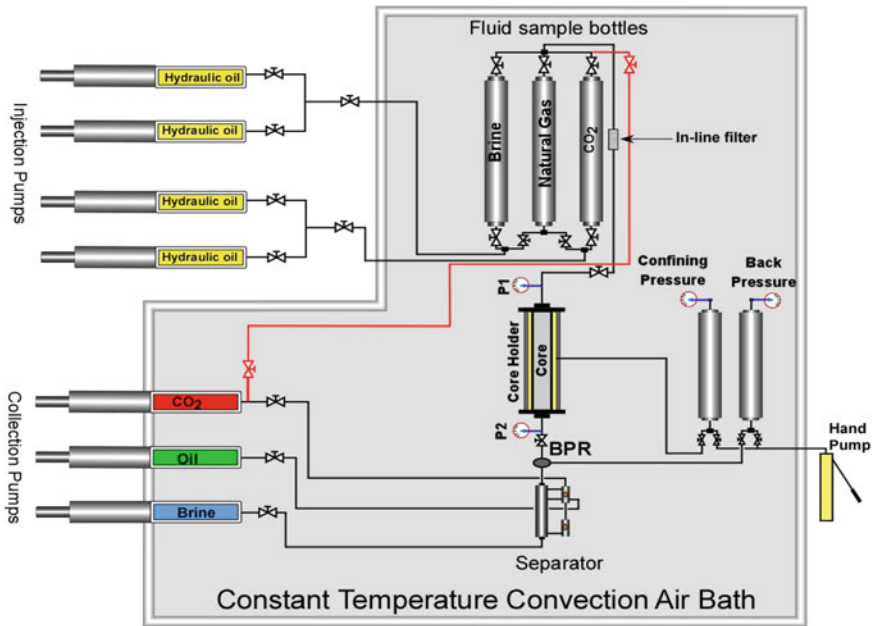 Fluid sample bottles
Hydraulic oil
Hydraulic oil
Hydraulic oil
Hydraulic oil
Injection Pumps
Brine
Natural Gas
CO2
In-line filter
Confining
Pressure
Back
Pressure
P1
Core Holder
Core
P2
BPR
Hand
Pump
Collection Pumps
CO2
Oil
Brine
Separator
Constant Temperature Convection Air Bath